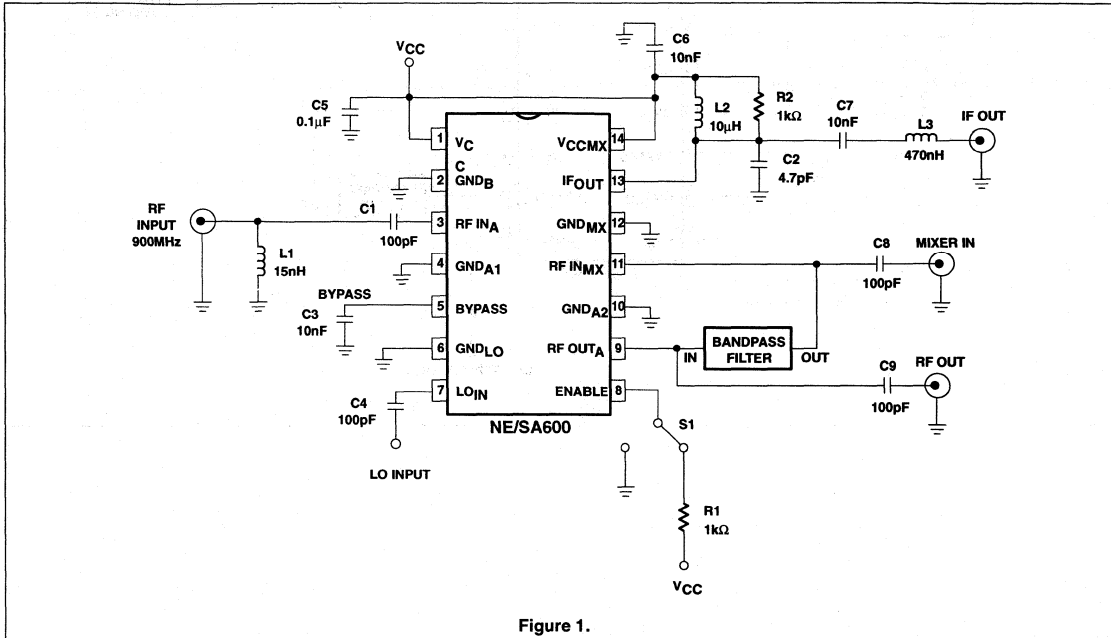 VCC
C5
0.1µF
C6
10nF
L2
10µH
R2
1kΩ
C7
10nF
L3
470nH
IF OUT
C2
4.7pF
1
VC
C
2
GNDB
3
RF INA
4
GNDA1
5
BYPASS
6
GNDLO
7
LOIN
14
VCCMX
13
IFOUT
12
GNDMX
11
RF INMX
10
GNDA2
9
RF OUTA
8
ENABLE
NE/SA600
RF
INPUT
900MHz
L1
15nH
C1
100pF
BYPASS
C3
10nF
C4
100pF
LO INPUT
C8
100pF
MIXER IN
IN
BANDPASS
FILTER
OUT
C9
100pF
RF OUT
S1
R1
1kΩ
VCC
Figure 1.